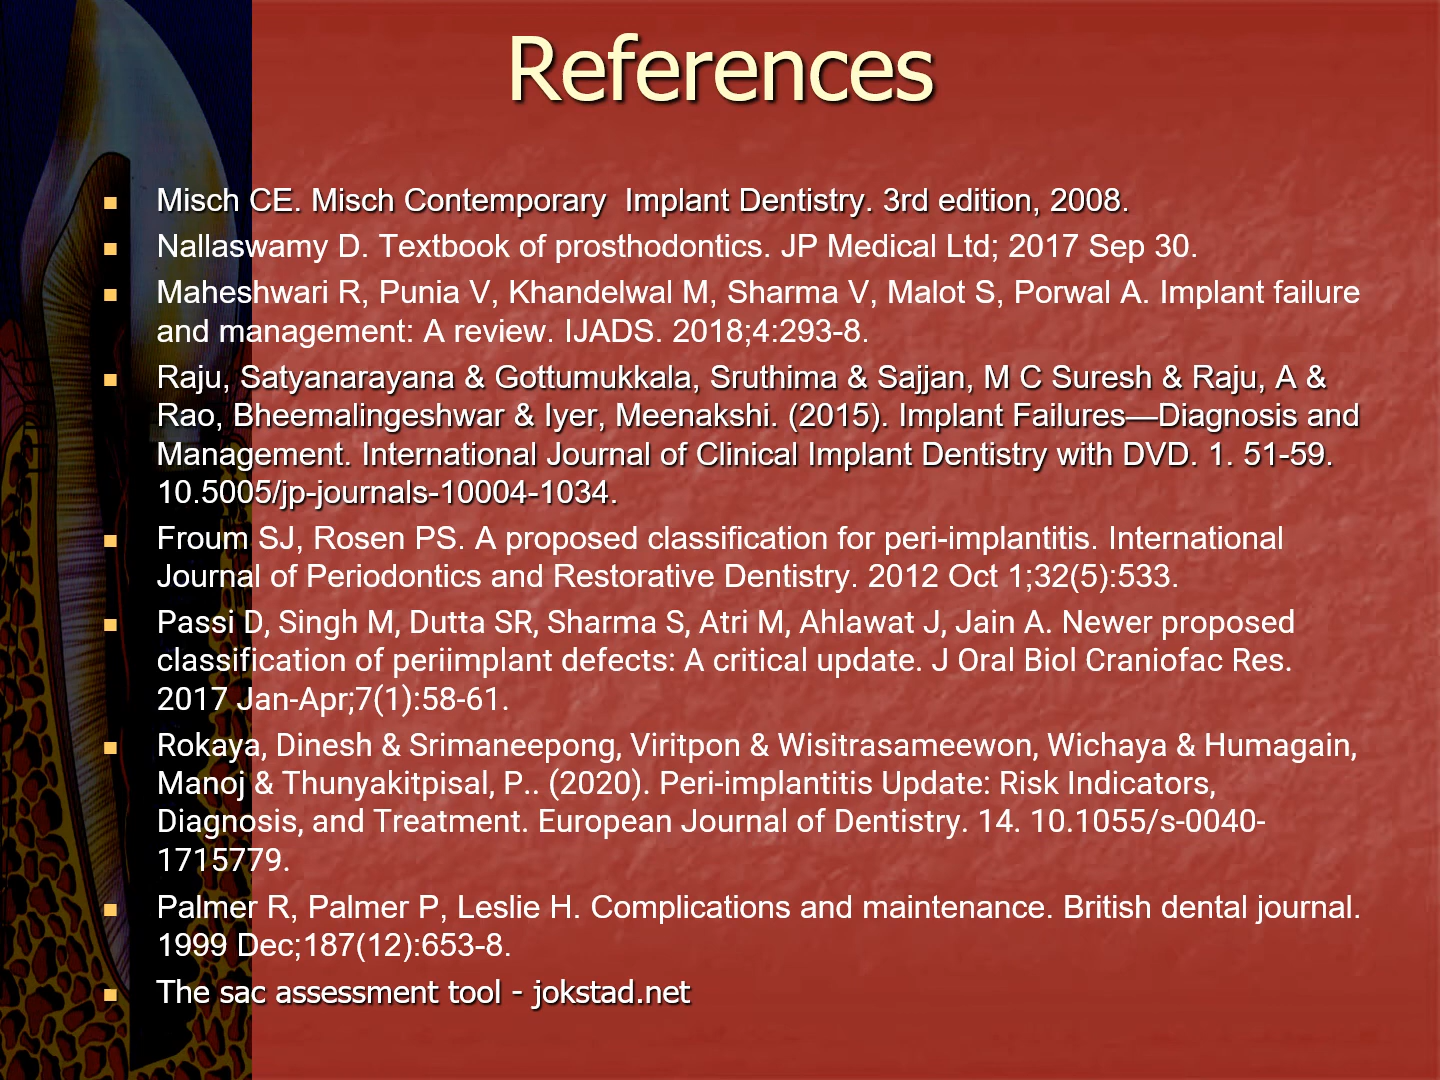 References
Misch CE. Misch Contemporary  Implant Dentistry. 3rd edition, 2008.
Nallaswamy D. Textbook of prosthodontics. JP Medical Ltd; 2017 Sep 30.
Maheshwari R, Punia V, Khandelwal M, Sharma V, Malot S, Porwal A. Implant failure
and management: A review. IJADS. 2018;4:293-8.
Raju, Satyanarayana & Gottumukkala, Sruthima & Sajjan, M C Suresh & Raju, A &
Rao, Bheemalingeshwar & Iyer, Meenakshi. (2015). Implant Failures—Diagnosis and
Management. International Journal of Clinical Implant Dentistry with DVD. 1. 51-59.
10.5005/jp-journals-10004-1034.
Froum SJ, Rosen PS. A proposed classification for peri-implantitis. International
Journal of Periodontics and Restorative Dentistry. 2012 Oct 1;32(5):533.
Passi D, Singh M, Dutta SR, Sharma S, Atri M, Ahlawat J, Jain A. Newer proposed
classification of periimplant defects: A critical update. J Oral Biol Craniofac Res.
2017 Jan-Apr;7(1):58-61.
Rokaya, Dinesh & Srimaneepong, Viritpon & Wisitrasameewon, Wichaya & Humagain,
Manoj & Thunyakitpisal, P.. (2020). Peri-implantitis Update: Risk Indicators,
Diagnosis, and Treatment. European Journal of Dentistry. 14. 10.1055/s-0040-
1715779.
Palmer R, Palmer P, Leslie H. Complications and maintenance. British dental journal.
1999 Dec;187(12):653-8.
The sac assessment tool - jokstad.net